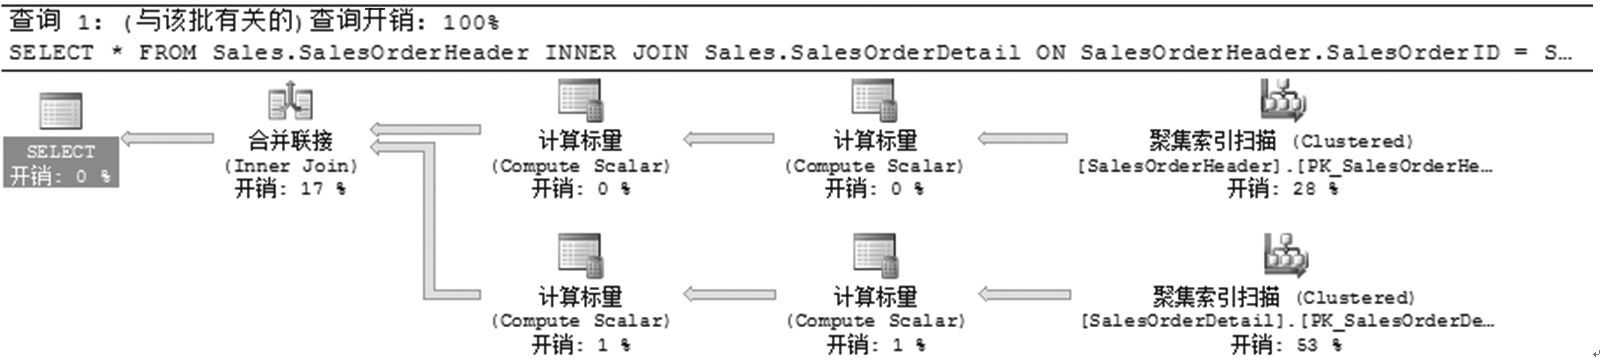 查询 1: (与该批有关的)查询开销: 100%
SELECT * FROM Sales.SalesOrderHeader INNER JOIN Sales.SalesOrderDetail ON SalesOrderHeader.SalesOrderID = S…
SELECT
开销: 0 %
合并联接
(Inner Join)
开销: 17 %
计算标量
(Compute Scalar)
开销: 0 %
计算标量
(Compute Scalar)
开销: 0 %
聚集索引扫描 (Clustered)
[SalesOrderHeader].[PK_SalesOrderHe…
开销: 28 %
计算标量
(Compute Scalar)
开销: 1 %
计算标量
(Compute Scalar)
开销: 1 %
聚集索引扫描 (Clustered)
[SalesOrderDetail].[PK_SalesOrderDe…
开销: 53 %